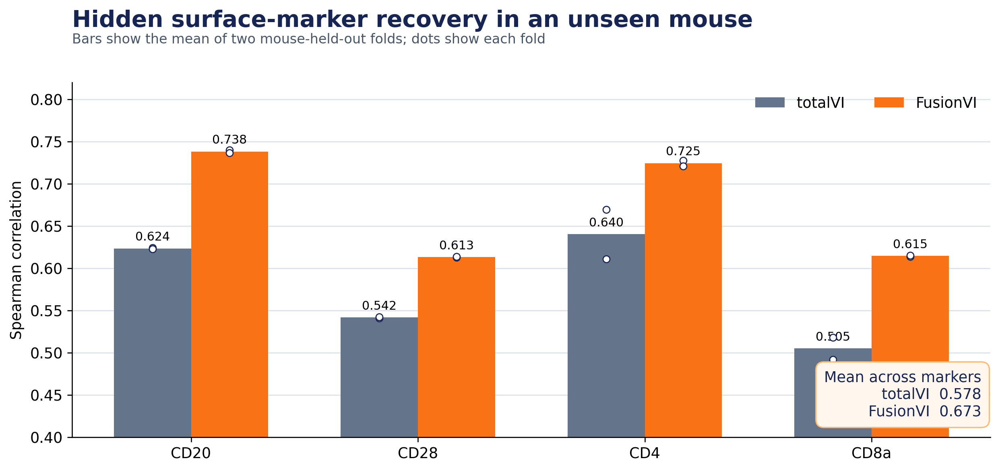 Hidden surface-marker recovery in an unseen mouse
Bars show the mean of two mouse-held-out folds; dots show each fold
totalVI FusionVI
Spearman correlation
0.80
0.75
0.70
0.65
0.60
0.55
0.50
0.45
0.40
0.624
0.738
0.542
0.613
0.640
0.725
0.505
0.615
Mean across markers
totalVI 0.578
FusionVI 0.673
CD20 CD28 CD4 CD8a